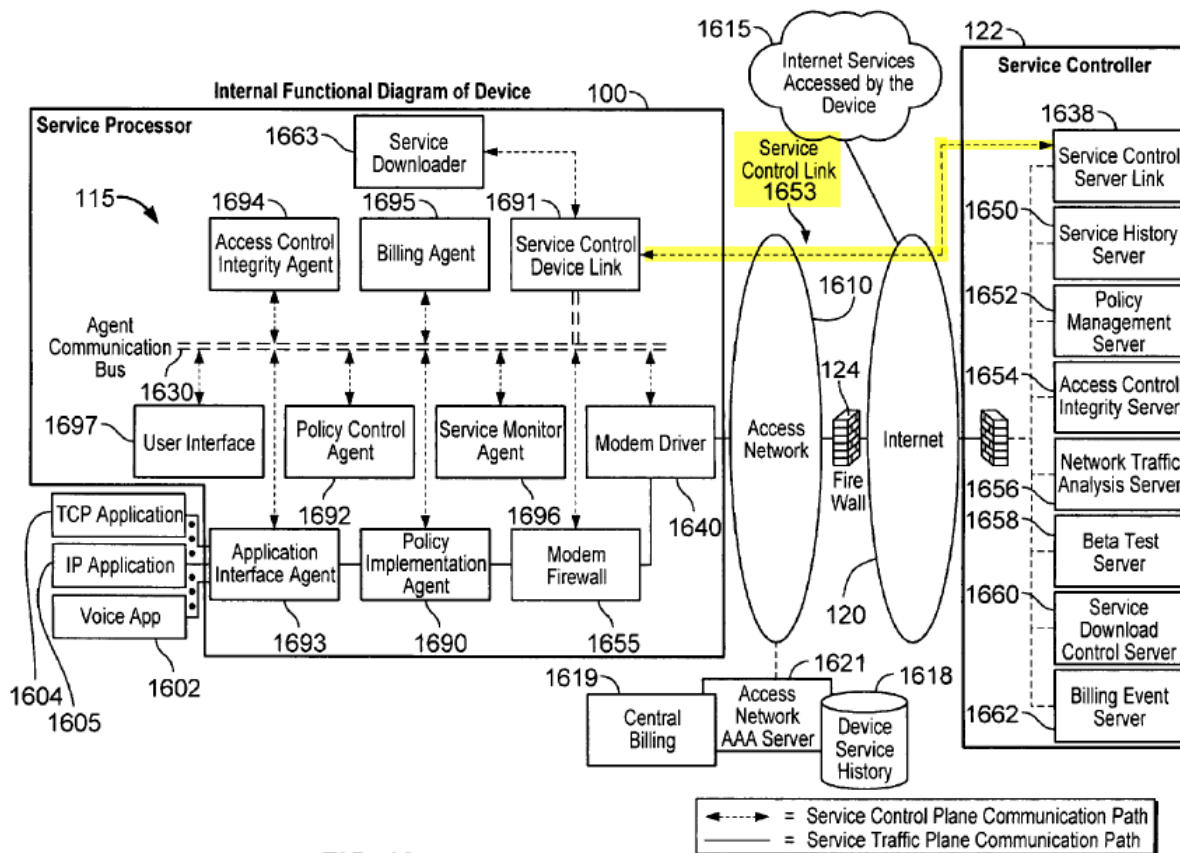 1615
Internet Services
Accessed by the
Device
122
Service Controller
Internal Functional Diagram of Device
100
Service Processor
1663
Service
Downloader
Service
Control Link
1653
1638
Service Control
Server Link
115
1694
Access Control
Integrity Agent
1695
Billing Agent
1691
Service Control
Device Link
1650
Service History
Server
1610
1652
Policy
Management
Server
Agent
Communication
Bus
1630
124
1654
Access Control
Integrity Server
1697
User Interface
Policy Control
Agent
Service Monitor
Agent
Modem Driver
Access
Network
Fire
Wall
Internet
Network Traffic
Analysis Server
1656
1692
1696
1640
1658
Beta Test
Server
TCP Application
IP Application
Voice App
Application
Interface Agent
Policy
Implementation
Agent
Modem
Firewall
1660
Service
Download
Control Server
1604
1605
1602
1693
1690
1655
120
1662
Billing Event
Server
1619
Central
Billing
1621
Access
Network
AAA Server
1618
Device
Service
History
= Service Control Plane Communication Path
= Service Traffic Plane Communication Path